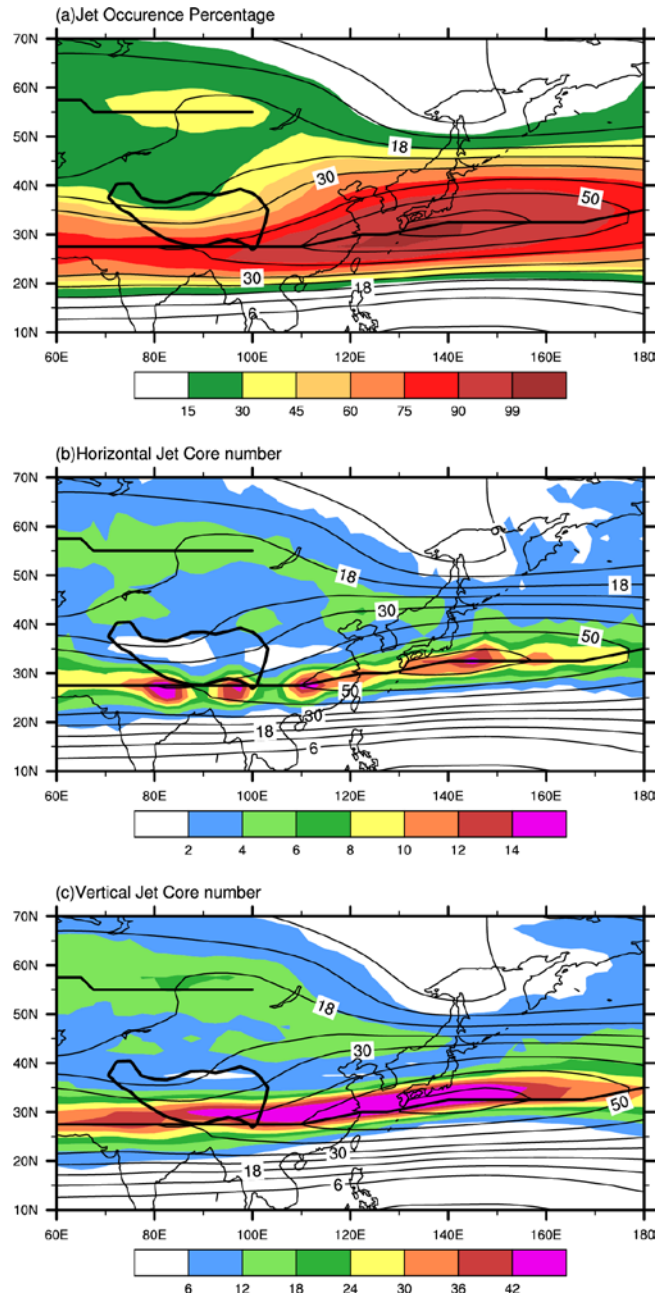 (a)Jet Occurence Percentage
70N
60N
50N
40N
30N
20N
10N
18
30
50
30
18
6
60E 80E 100E 120E 140E 160E 180
15 30 45 60 75 90 99
(b)Horizontal Jet Core number
70N
60N
50N
40N
30N
20N
10N
6
18
18
30
50
50
30
18
6
60E 80E 100E 120E 140E 160E 180
2 4 6 8 10 12 14
(c)Vertical Jet Core number
70N
60N
50N
40N
30N
20N
10N
18
30
50
30
18
6
60E 80E 100E 120E 140E 160E 180
6 12 18 24 30 36 42